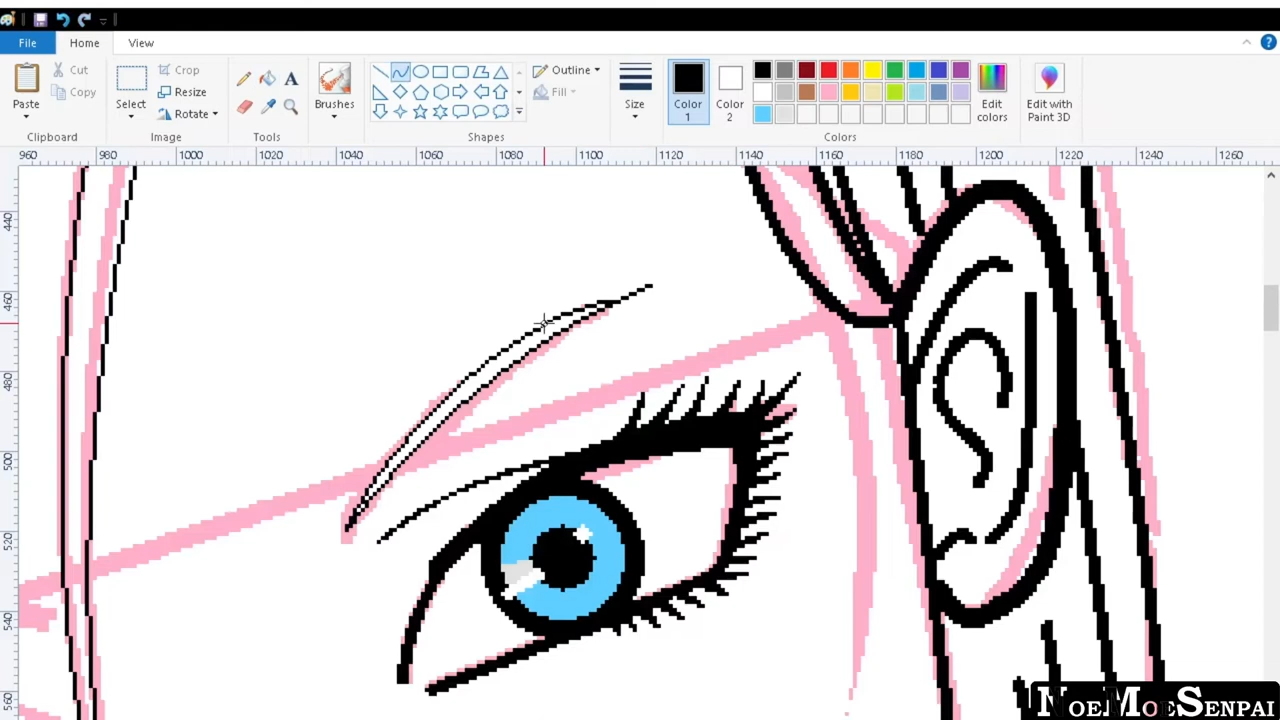 File Home View
Cut Crop Outline
Copy Resize Fill
Paste Select Rotate Brushes Size Color 1 Color 2 Edit colors Edit with Paint 3D
Clipboard Image Tools Shapes Colors
960 980 1000 1020 1040 1060 1080 1100 1120 1140 1160 1180 1200 1220 1240 1260
440
460
480
500
520
540
560
NoeMoeSenpai